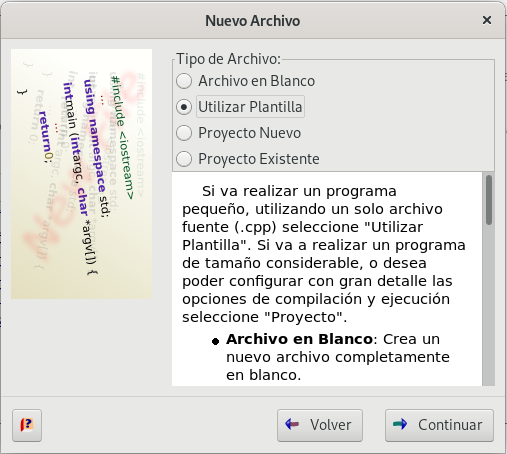 Nuevo Archivo
#include <iostream>
...
using namespace std;
int main (int argc, char *argv[]) {
...
return 0;
}
Tipo de Archivo:
Archivo en Blanco
Utilizar Plantilla
Proyecto Nuevo
Proyecto Existente
Si va realizar un programa
pequeño, utilizando un solo archivo
fuente (.cpp) seleccione "Utilizar
Plantilla". Si va a realizar un programa
de tamaño considerable, o desea
poder configurar con gran detalle las
opciones de compilación y ejecución
seleccione "Proyecto".
• Archivo en Blanco: Crea un
nuevo archivo completamente
en blanco.
?
Volver
Continuar